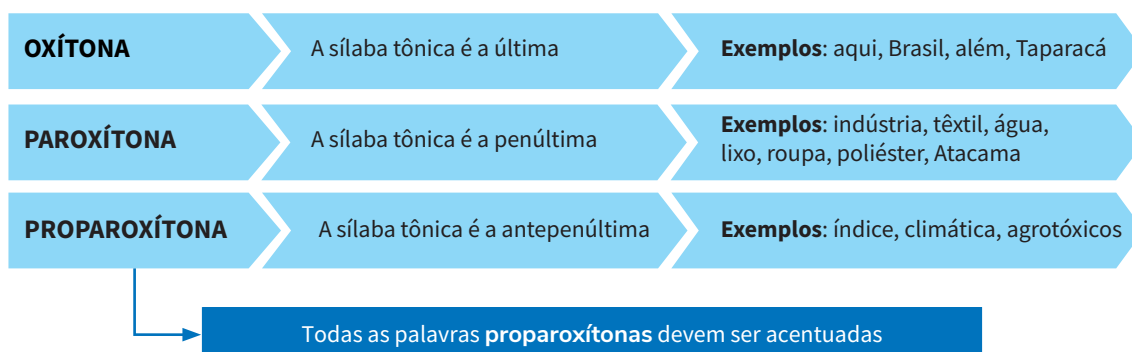 OXÍTONA
A sílaba tônica é a última
Exemplos: aqui, Brasil, além, Taparacá
PAROXÍTONA
A sílaba tônica é a penúltima
Exemplos: indústria, têxtil, água,
lixo, roupa, poliéster, Atacama
PROPAROXÍTONA
A sílaba tônica é a antepenúltima
Exemplos: índice, climática, agrotóxicos
Todas as palavras proparoxítonas devem ser acentuadas